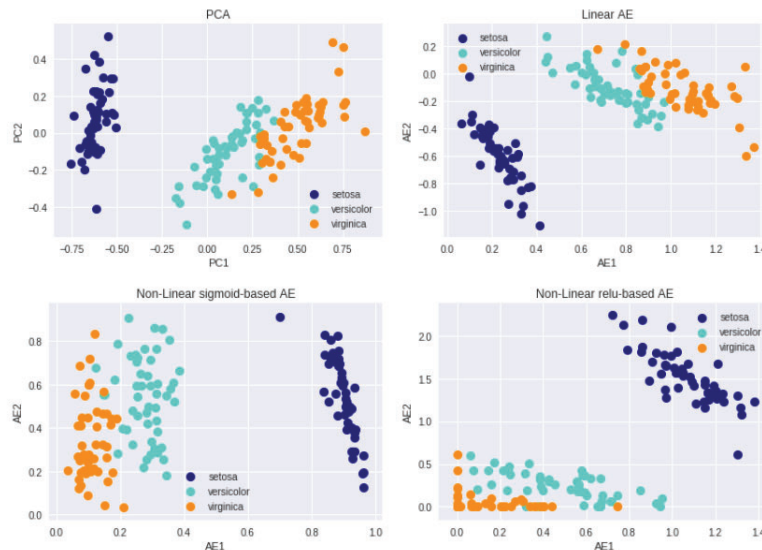 PCA
0.4
0.2
0.0
−0.2
−0.4
PC2
−0.75
−0.50
−0.25
0.00
0.25
0.50
0.75
PC1
setosa
versicolor
virginica
Linear AE
setosa
versicolor
virginica
0.2
0.0
−0.2
−0.4
−0.6
−0.8
−1.0
AE2
0.0
0.2
0.4
0.6
0.8
1.0
1.2
1.4
AE1
Non-Linear sigmoid-based AE
0.8
0.6
0.4
0.2
0.0
AE2
setosa
versicolor
virginica
0.0
0.2
0.4
0.6
0.8
1.0
AE1
Non-Linear relu-based AE
setosa
versicolor
virginica
2.0
1.5
1.0
0.5
0.0
AE2
0.0
0.2
0.4
0.6
0.8
1.0
1.2
1.4
AE1